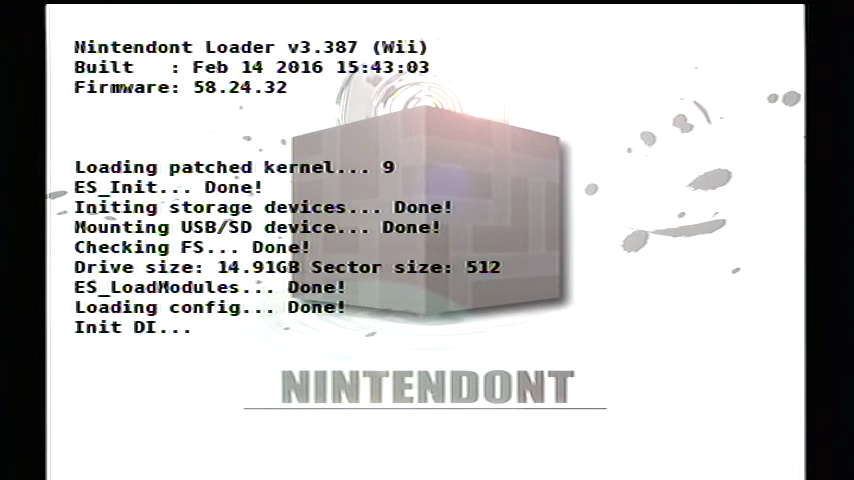 Nintendont Loader v3.387 (Wii)
Built   : Feb 14 2016 15:43:03
Firmware: 58.24.32
Loading patched kernel... 9
ES_Init... Done!
Initing storage devices... Done!
Mounting USB/SD device... Done!
Checking FS... Done!
Drive size: 14.91GB Sector size: 512
ES_LoadModules... Done!
Loading config... Done!
Init DI...
NINTENDONT